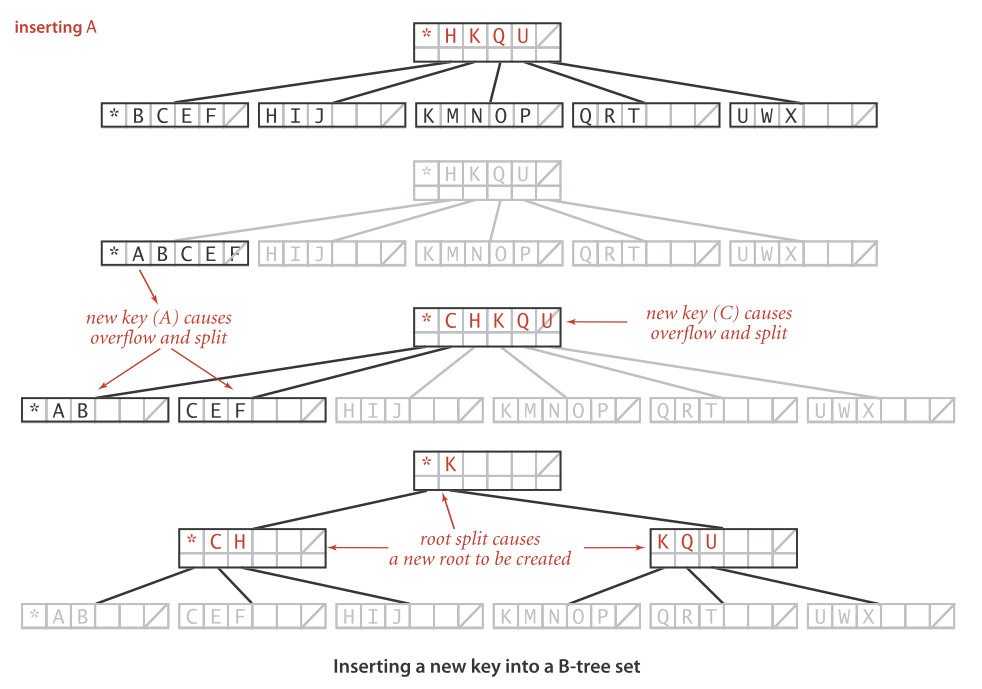 inserting A
* H K Q U
* B C E F
H I J
K M N O P
Q R T
U W X
* H K Q U
* A B C E F
H I J
K M N O P
Q R T
U W X
new key (A) causes
overflow and split
* C H K Q U
new key (C) causes
overflow and split
* A B
C E F
H I J
K M N O P
Q R T
U W X
* K
* C H
root split causes
a new root to be created
K Q U
* A B
C E F
H I J
K M N O P
Q R T
U W X
Inserting a new key into a B-tree set